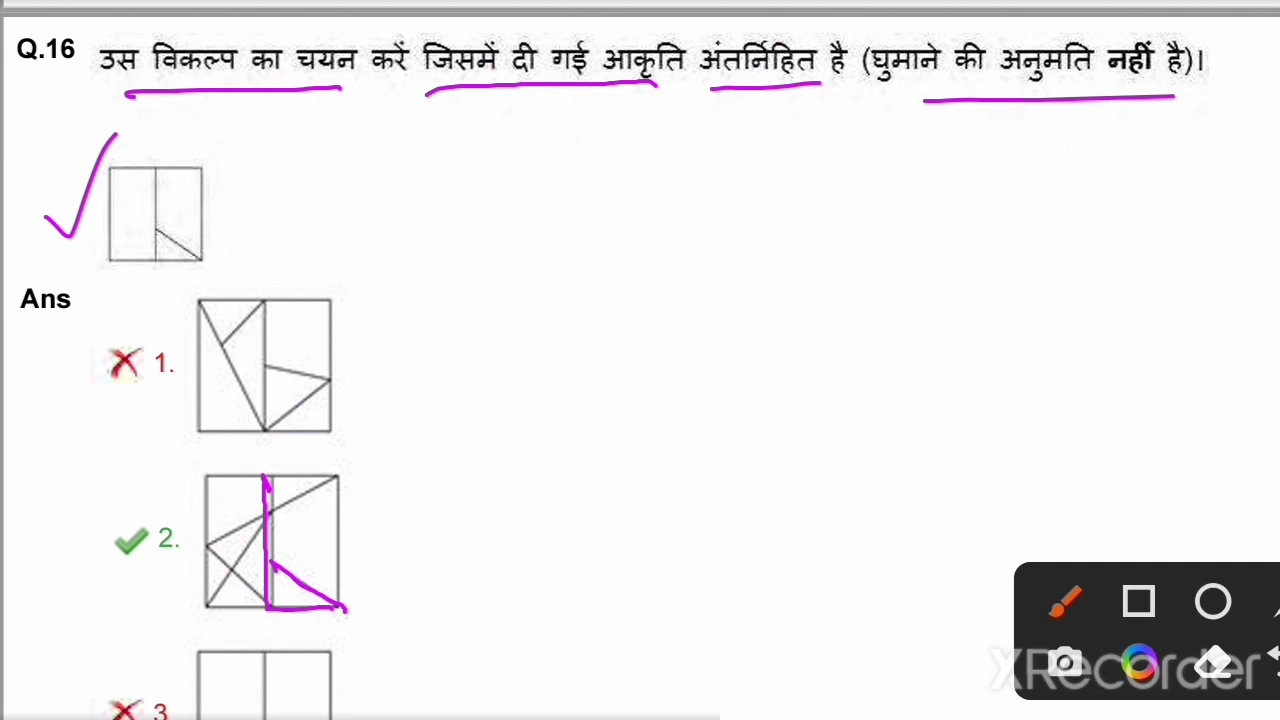 Q.16 उस विकल्प का चयन करें जिसमें दी गई आकृति अंतर्निहित है (घुमाने की अनुमति नहीं है)।
Ans
1.
2.
3
XRecorder